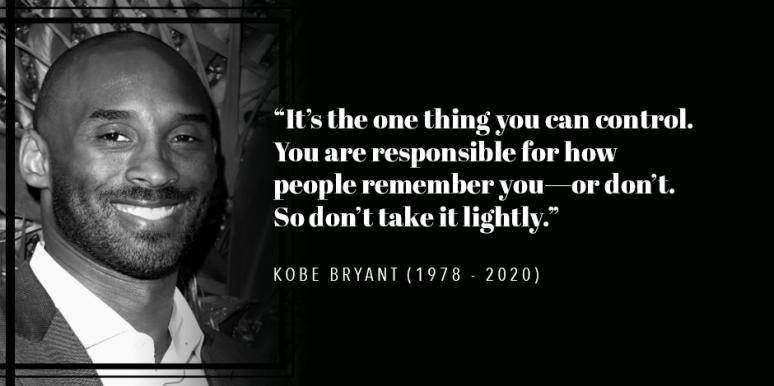 “It’s the one thing you can control.
You are responsible for how
people remember you—or don’t.
So don’t take it lightly.”
KOBE BRYANT (1978 - 2020)